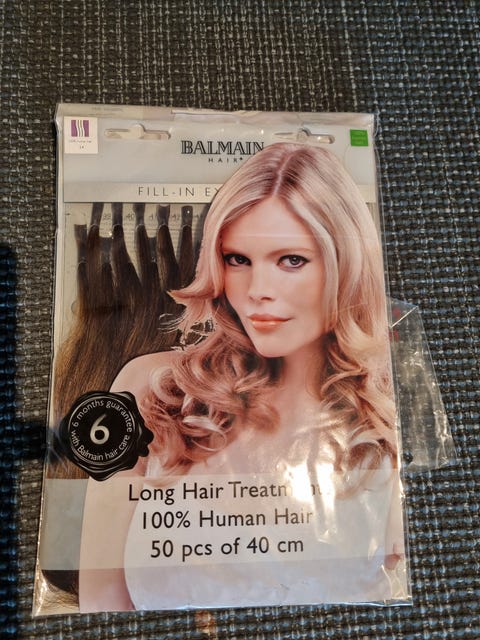 BALMAIN
HAIR
FILL-IN EX
6 months guarantee
6
with Balmain hair care
Long Hair Treatm
100% Human Hair
50 pcs of 40 cm